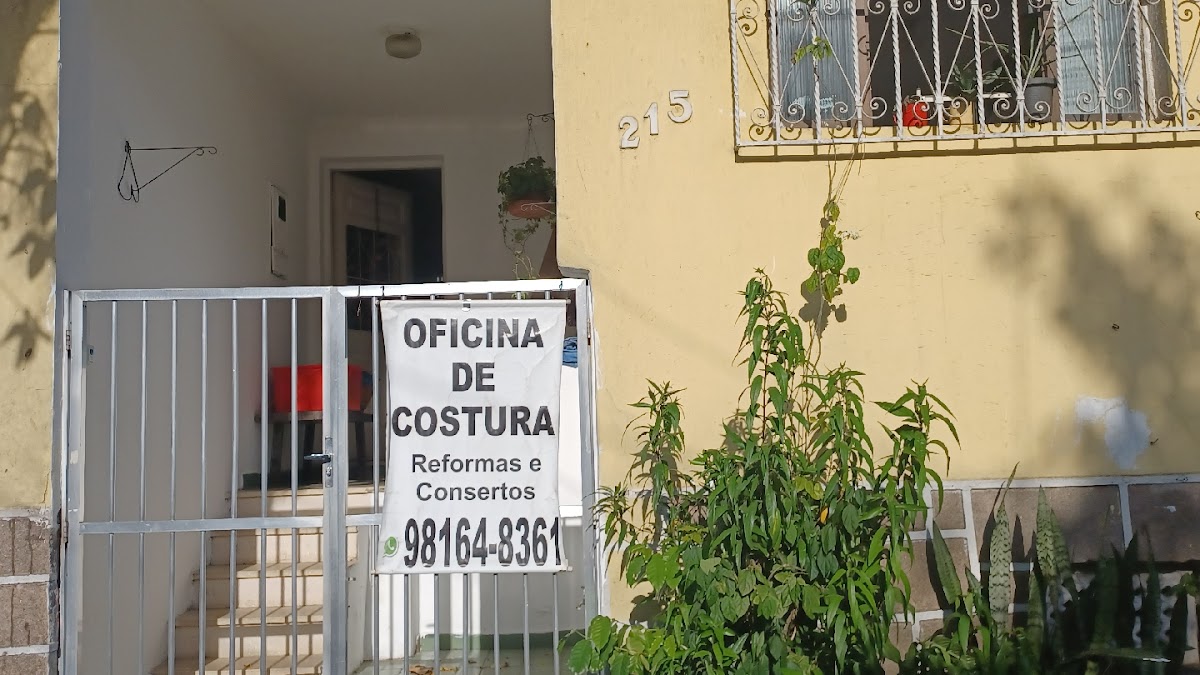 215
OFICINA
DE
COSTURA
Reformas e
Consertos
98164-8361